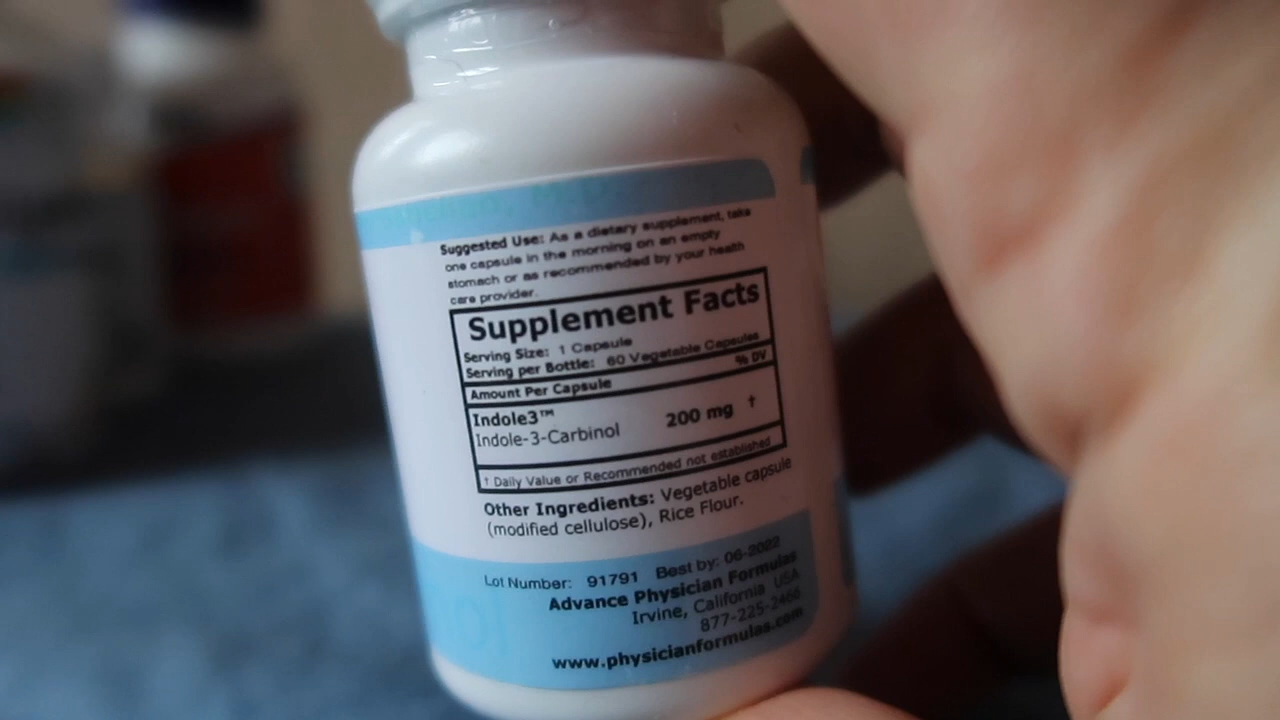 Suggested Use: As a dietary supplement, take
one capsule in the morning on an empty
stomach or as recommended by your health
care provider.
Supplement Facts
Serving Size: 1 Capsule
Serving per Bottle: 60 Vegetable Capsules
% DV
Amount Per Capsule
Indole3™ 200 mg †
Indole-3-Carbinol
† Daily Value or Recommended not established
Other Ingredients: Vegetable capsule
(modified cellulose), Rice Flour.
Lot Number: 91791 Best by: 06-2022
Advance Physician Formulas
Irvine, California USA
877-225-2466
www.physicianformulas.com